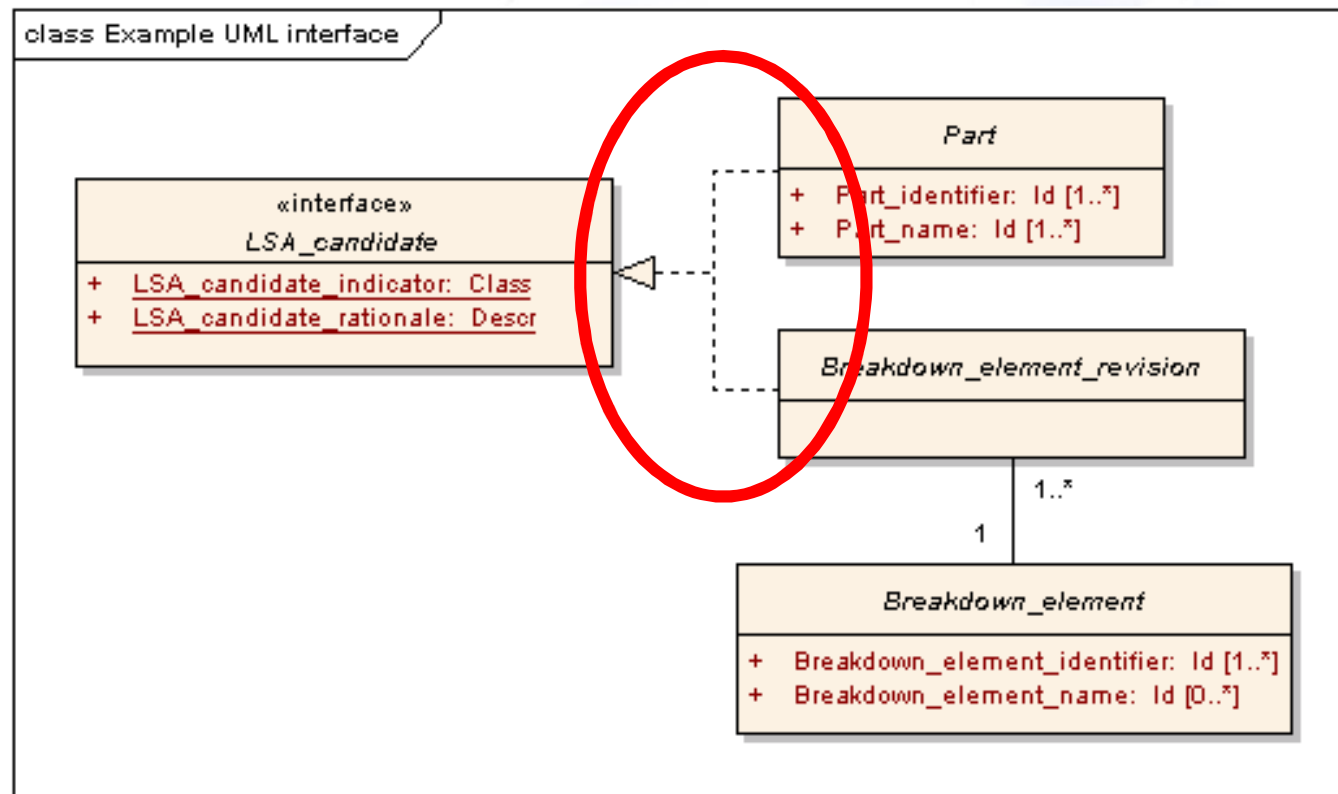 class Example UML interface
«interface»
LSA_candidate
+ LSA_candidate_indicator: Class
+ LSA_candidate_rationale: Descr
Part
+ Part_identifier: Id [1..*]
+ Part_name: Id [1..*]
Breakdown_element_revision
1..*
1
Breakdown_element
+ Breakdown_element_identifier: Id [1..*]
+ Breakdown_element_name: Id [0..*]